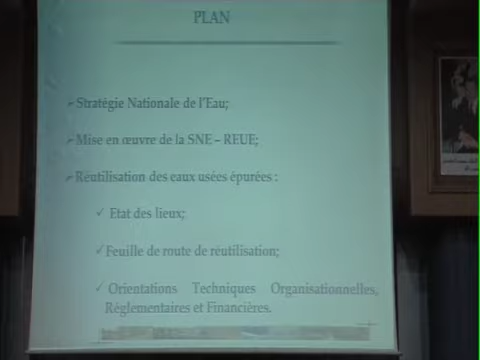 PLAN
➢Stratégie Nationale de l'Eau;
➢Mise en œuvre de la SNE – REUE;
➢Réutilisation des eaux usées épurées :
✓ Etat des lieux;
✓Feuille de route de réutilisation;
✓ Orientations Techniques Organisationnelles,
Réglementaires et Financières.